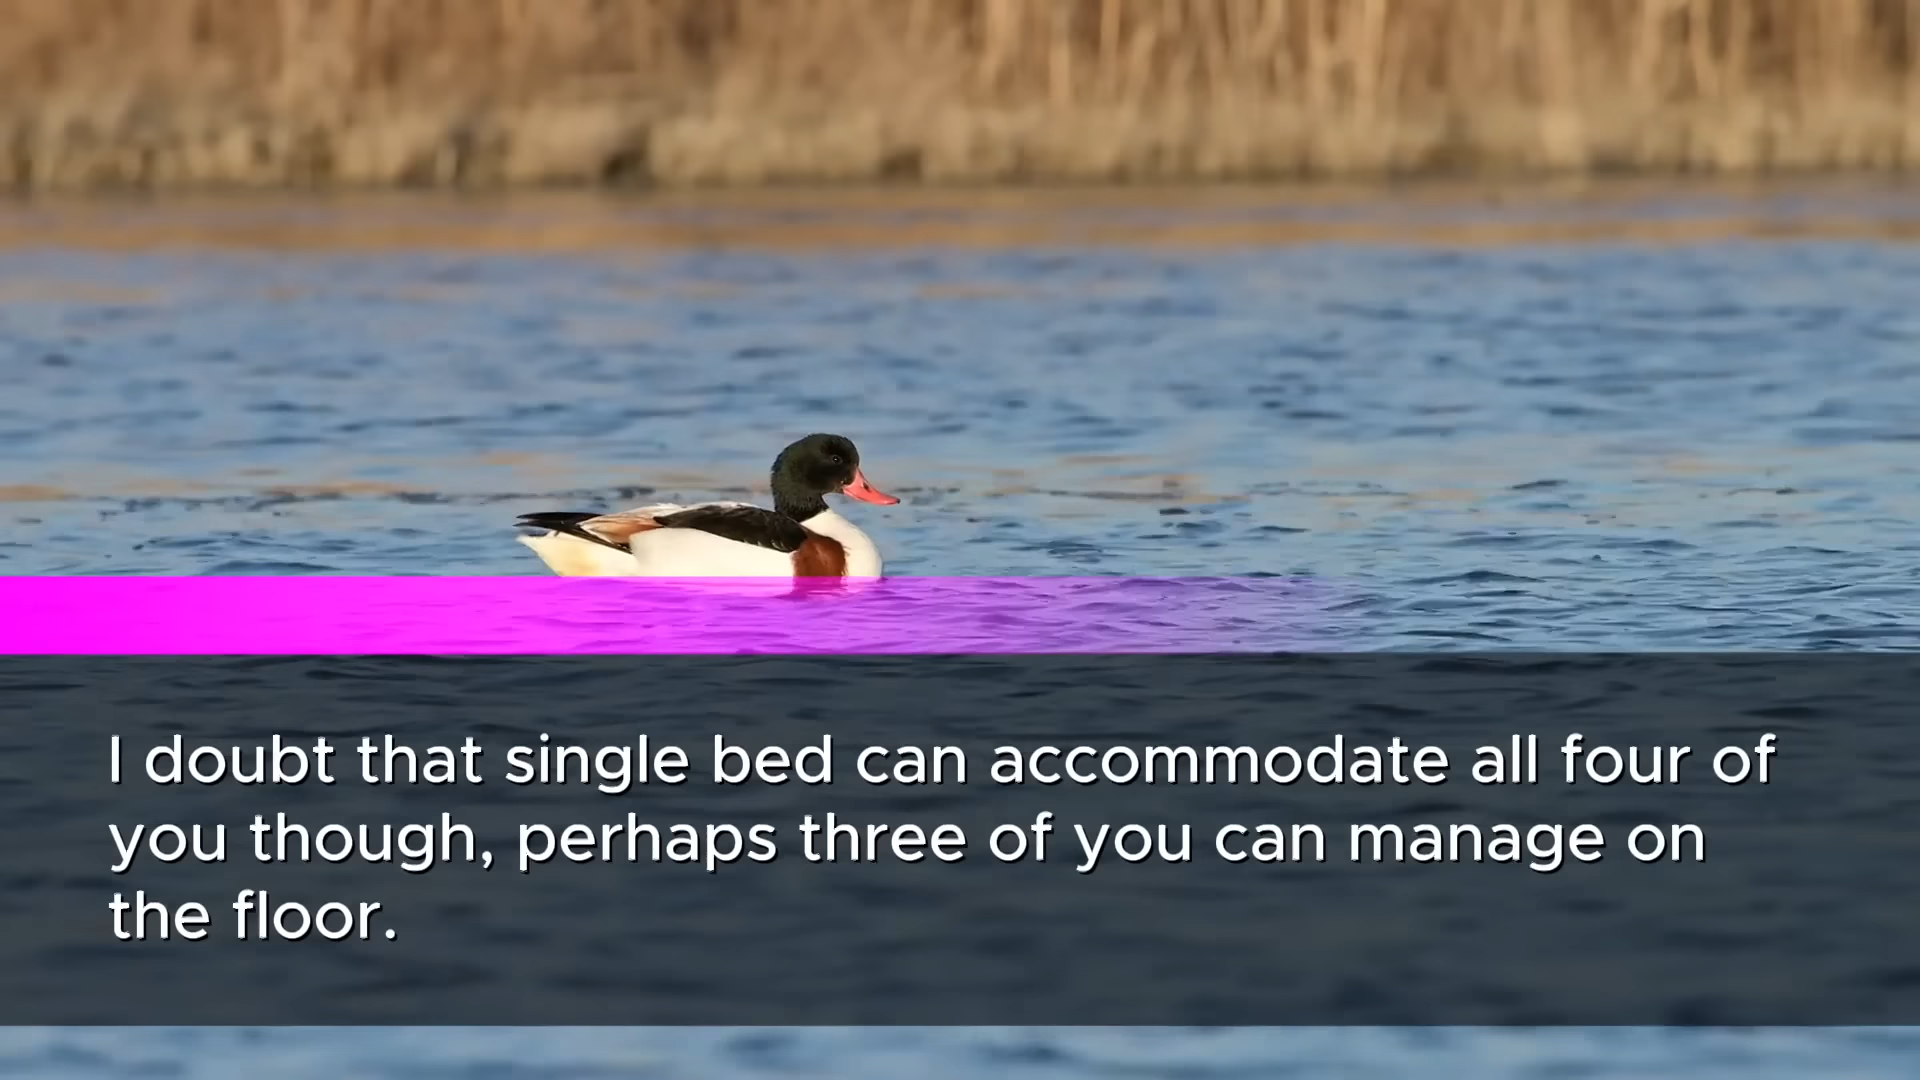 I doubt that single bed can accommodate all four of
you though, perhaps three of you can manage on
the floor.